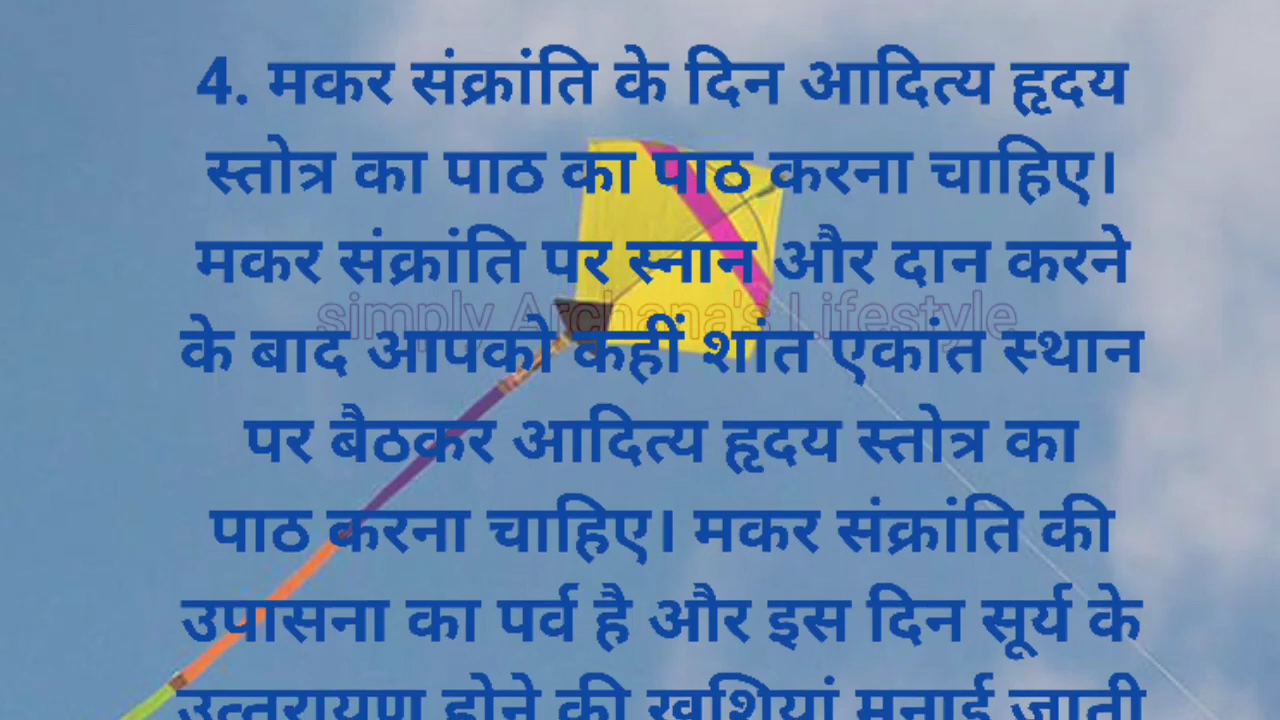 4. मकर संक्रांति के दिन आदित्य हृदय
स्तोत्र का पाठ का पाठ करना चाहिए।
मकर संक्रांति पर स्नान और दान करने
simply Archana's Lifestyle
के बाद आपको कहीं शांत एकांत स्थान
पर बैठकर आदित्य हृदय स्तोत्र का
पाठ करना चाहिए। मकर संक्रांति की
उपासना का पर्व है और इस दिन सूर्य के
उत्तरायण होने की खुशियां मनाई जाती